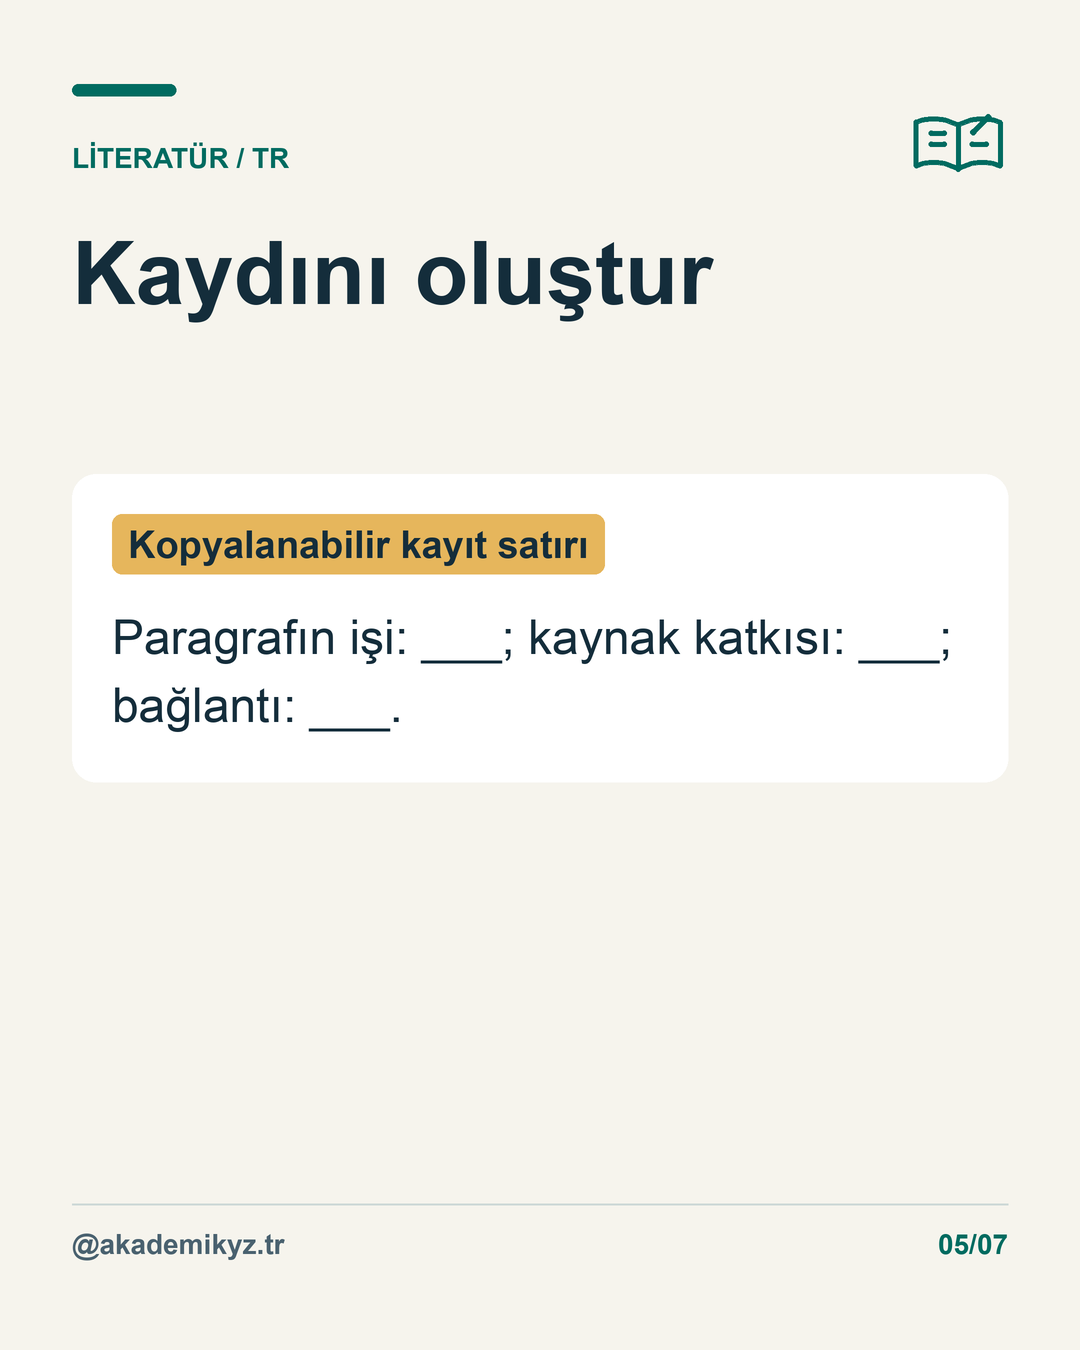 LİTERATÜR / TR
Kaydını oluştur
Kopyalanabilir kayıt satırı
Paragrafın işi: ___; kaynak katkısı: ___;
bağlantı: ___.
@akademikyz.tr
05/07